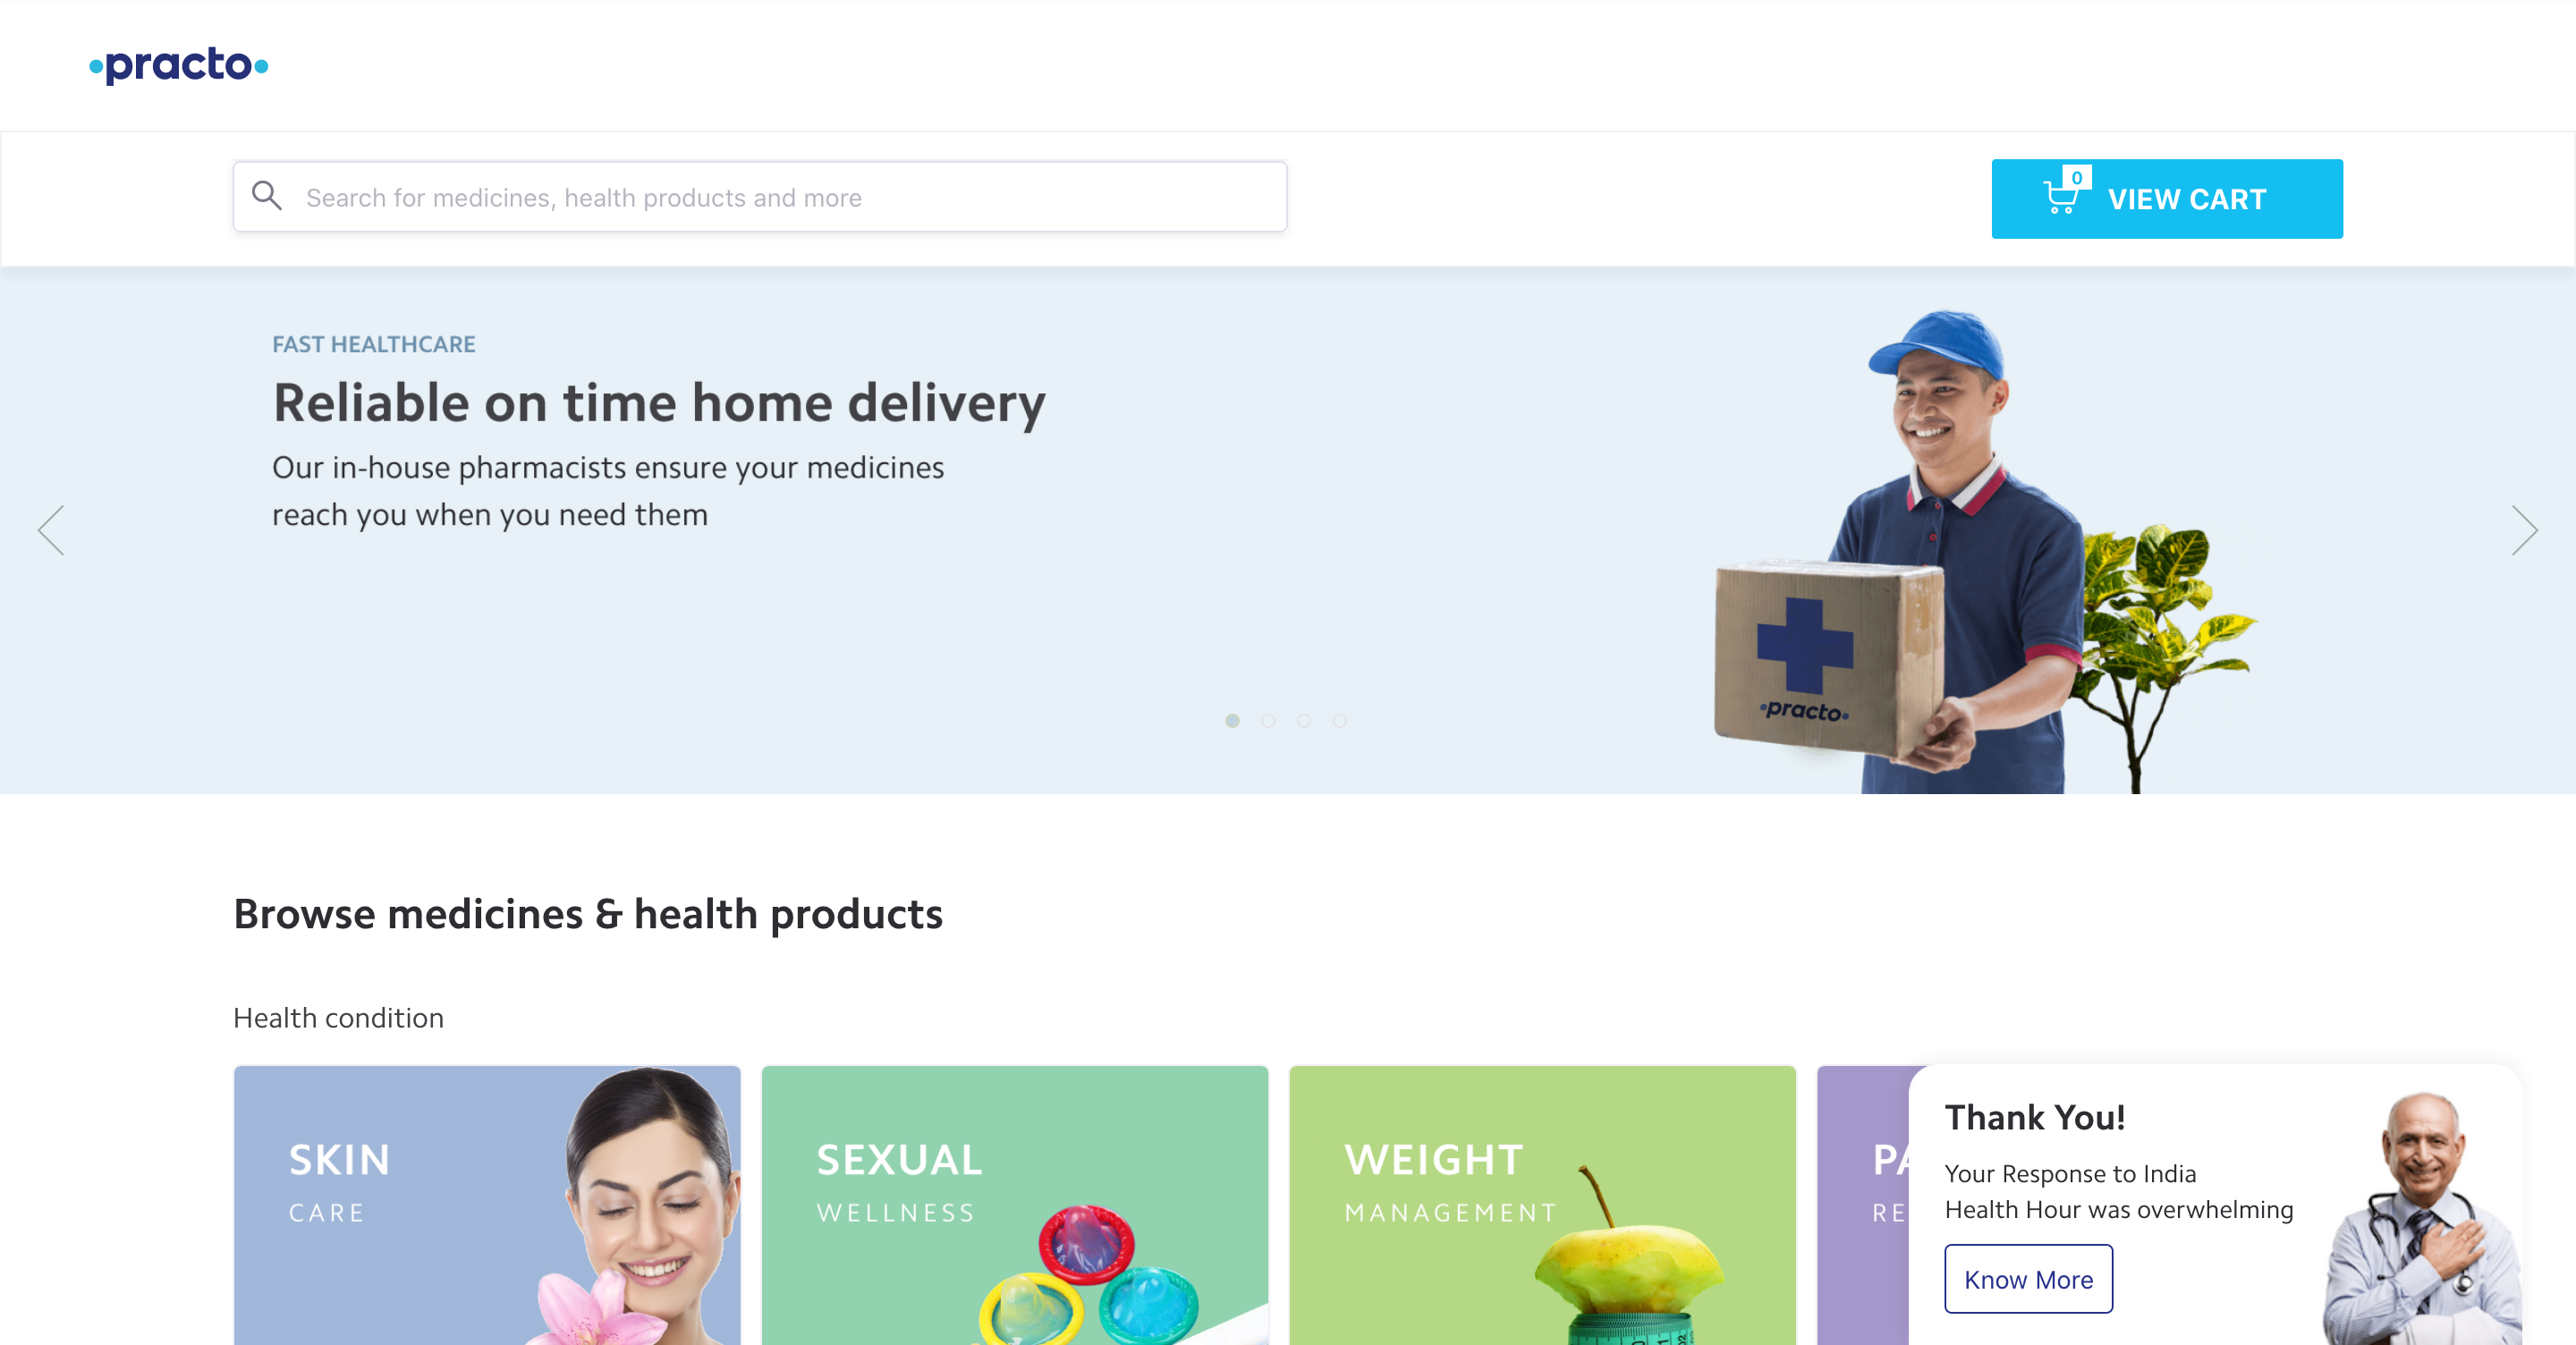 practo
Search for medicines, health products and more
0
VIEW CART
FAST HEALTHCARE
Reliable on time home delivery
Our in-house pharmacists ensure your medicines
reach you when you need them
practo
Browse medicines & health products
Health condition
SKIN
CARE
SEXUAL
WELLNESS
WEIGHT
MANAGEMENT
PA
RE
Thank You!
Your Response to India
Health Hour was overwhelming
Know More